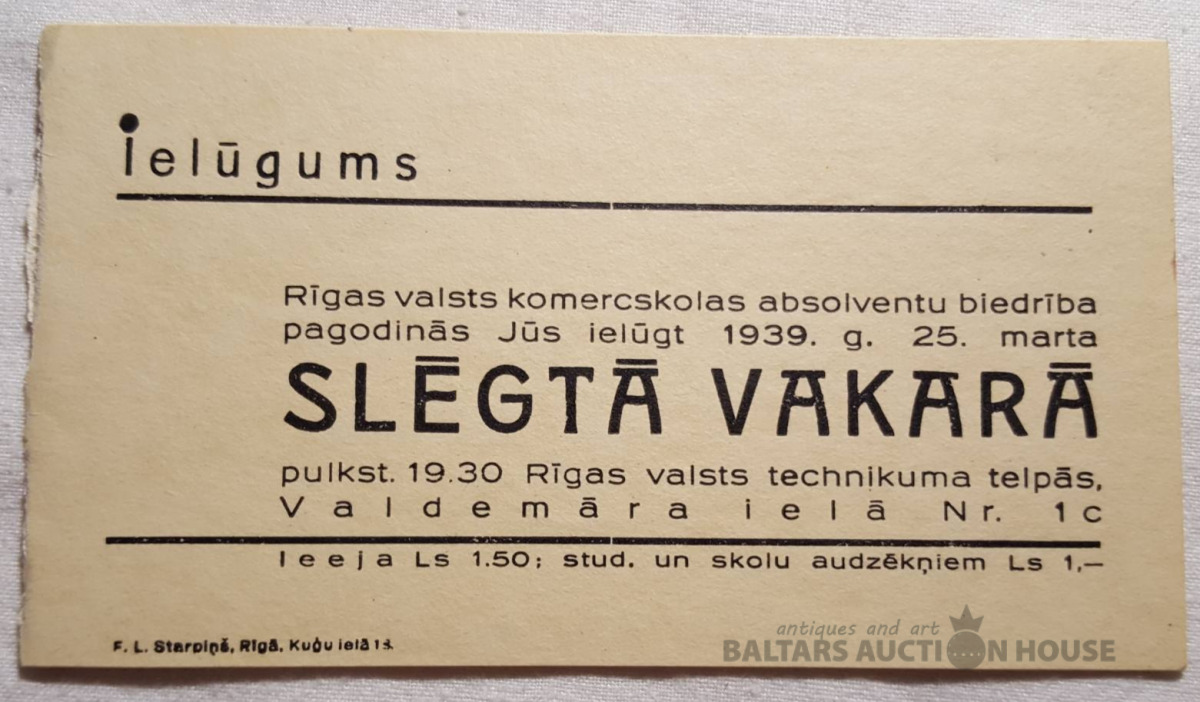 Ielūgums
Rīgas valsts komercskolas absolventu biedrība
pagodinās Jūs ielūgt 1939. g. 25. marta
SLĒGTĀ VAKARĀ
pulkst. 19.30 Rīgas valsts technikuma telpās,
Valdemāra ielā Nr. 1c
Ieeja Ls 1.50; stud. un skolu audzēkņiem Ls 1,—
F. L. Starpiņš, Rīgā, Kuģu ielā
antiques and art
BALTARS AUCTION HOUSE